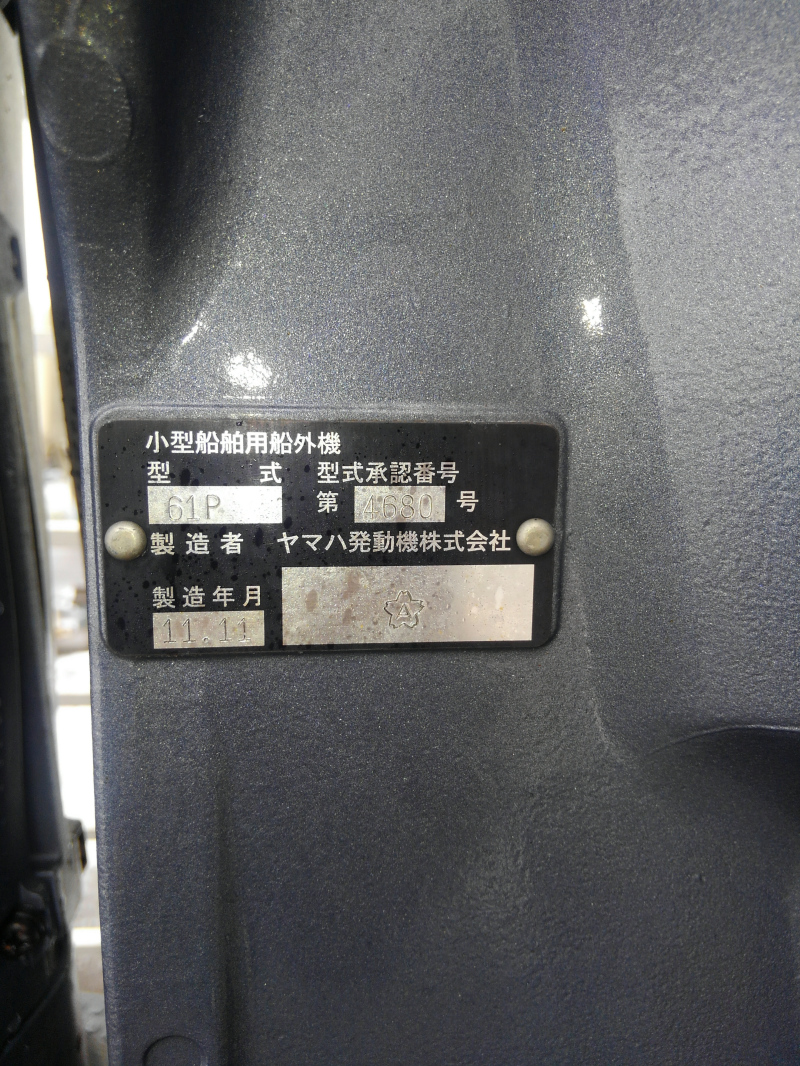 小型船舶用船外機
型 式 型式承認番号
61P 第 4680 号
製造者 ヤマハ発動機株式会社
製造年月
11.11 A